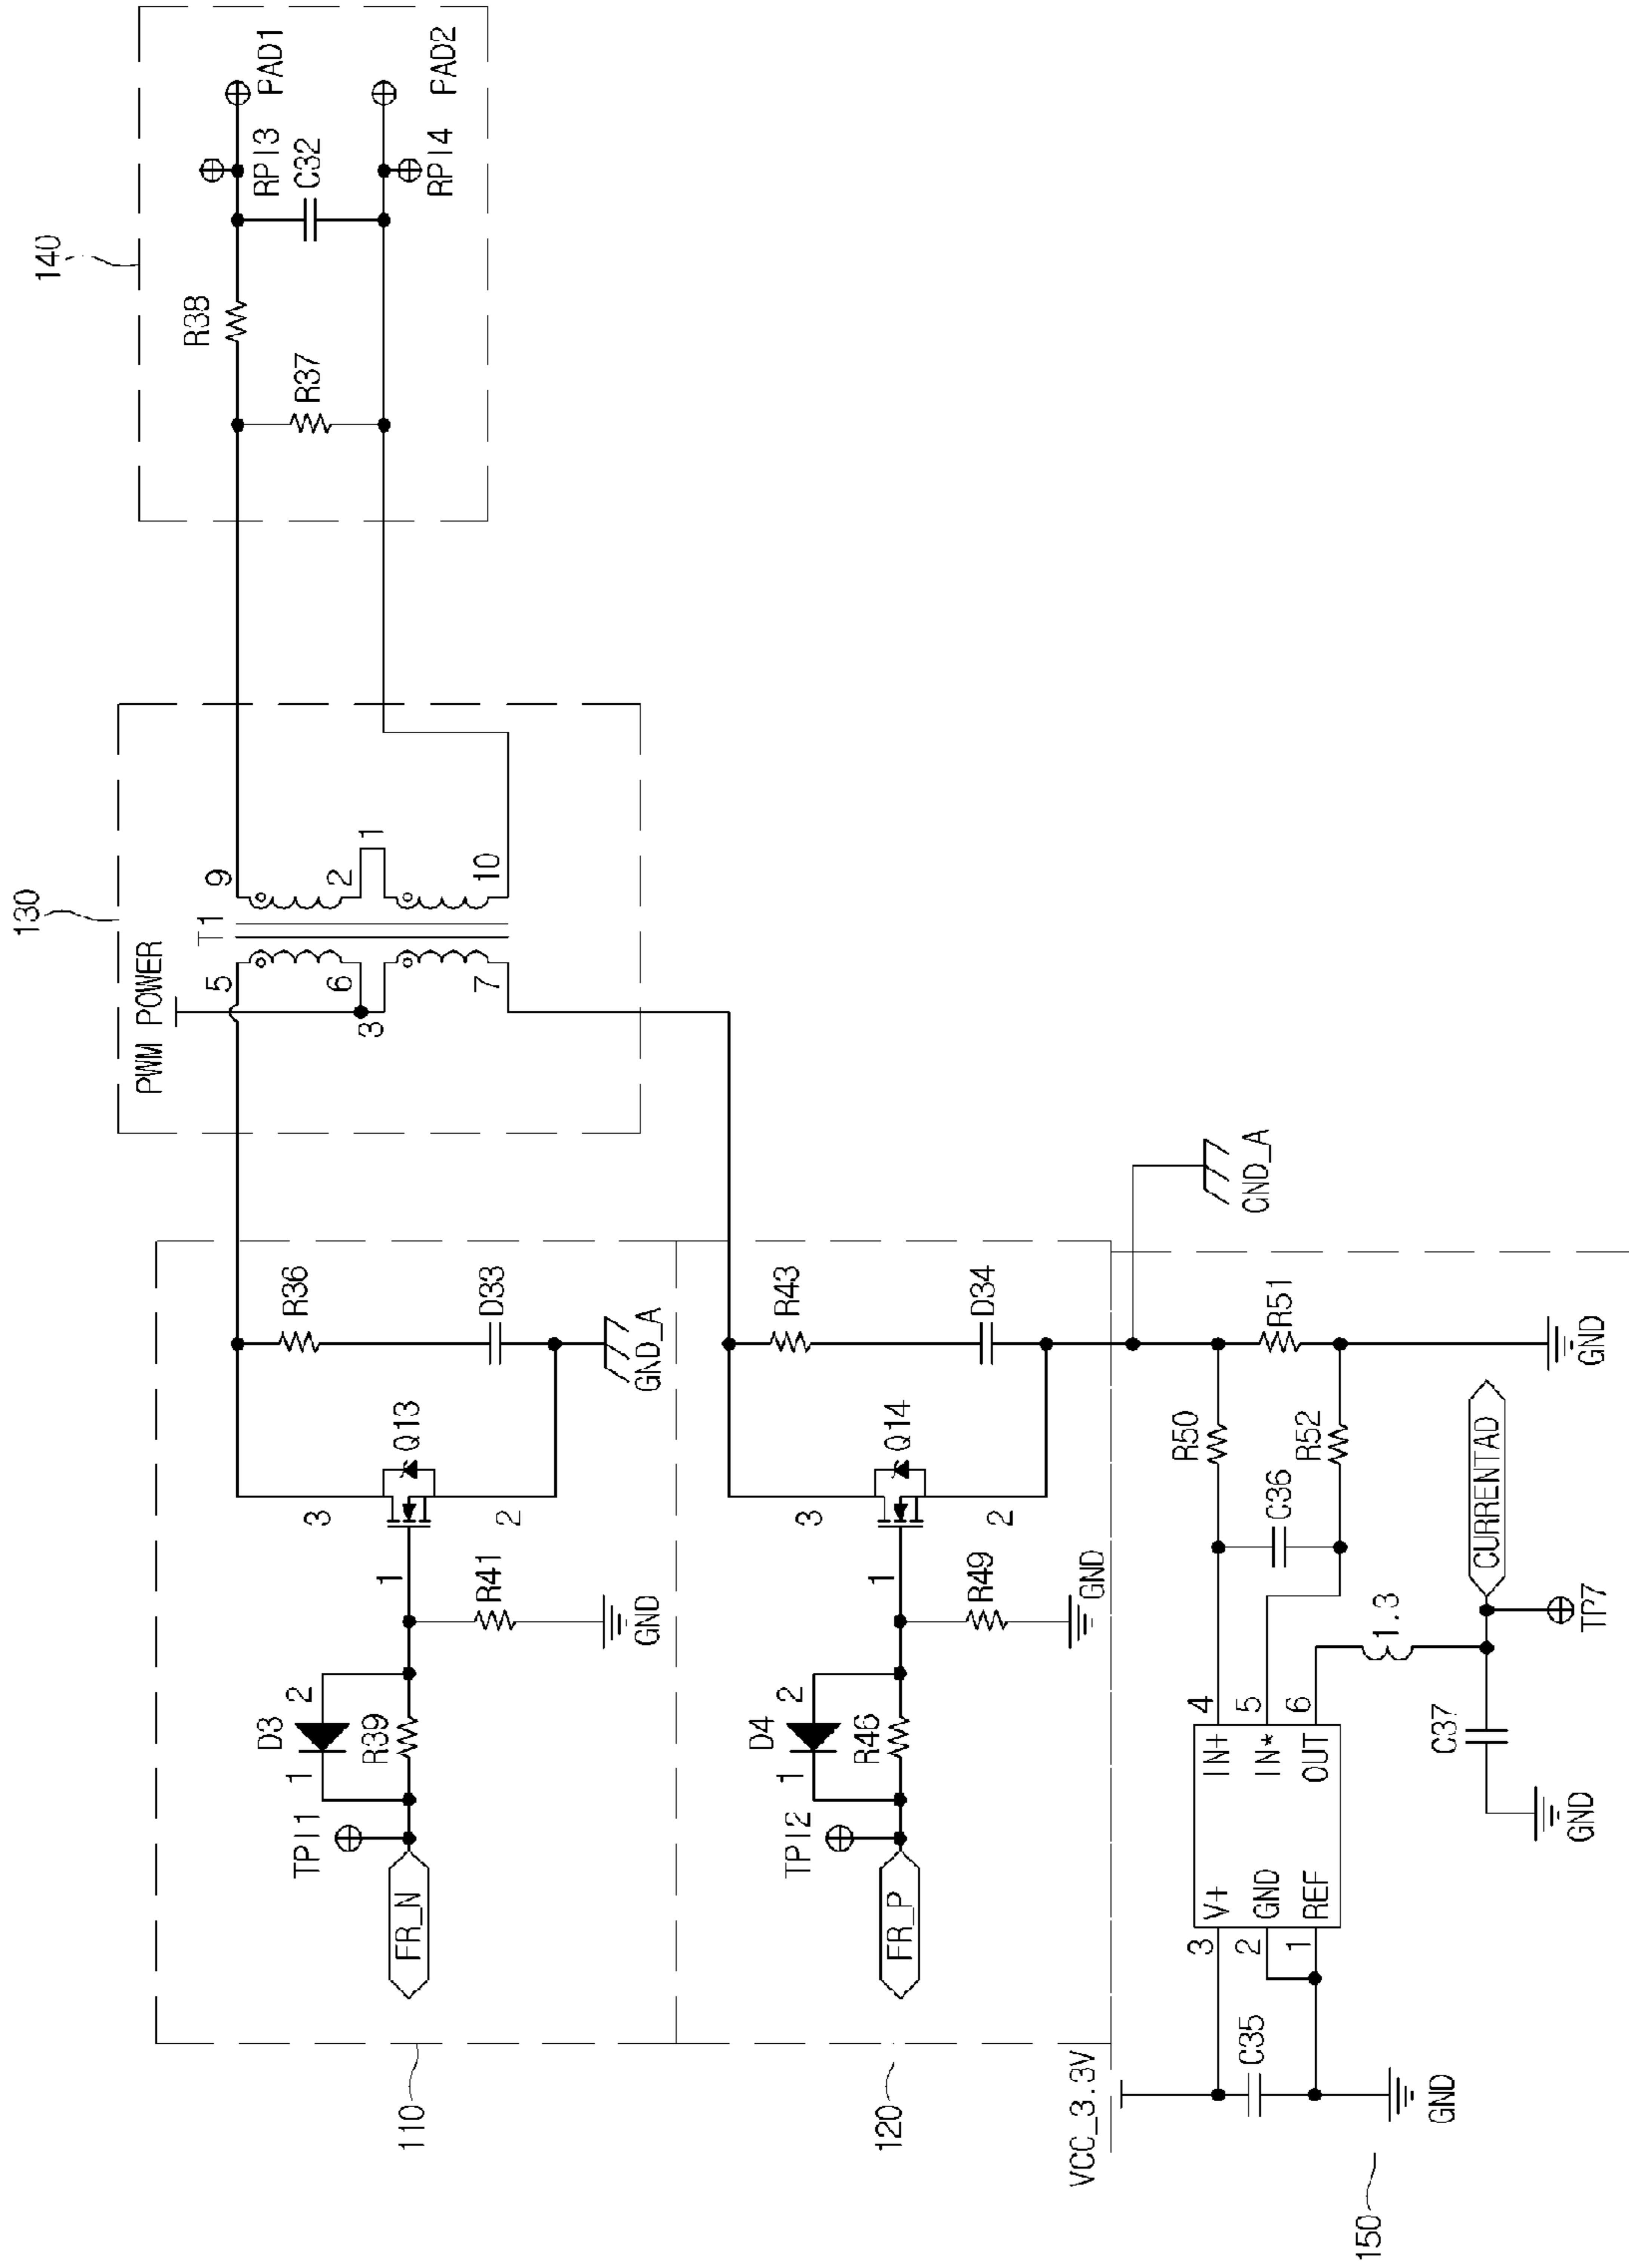 130
140
PWM POWER
T1
5
9
6
2
3
1
7
10
R38
R37
RP13
PAD1
C32
RP14
PAD2
110
TP11
D3
1
2
R39
FR_N
1
R41
GND
Q13
3
2
R36
D33
GND_A
120
TP12
D4
1
2
R46
FR_P
1
R49
GND
Q14
3
2
R43
D34
GND_A
150
VCC_3.3V
C35
GND
3
V+
2
GND
1
REF
IN+
4
IN*
5
OUT
6
R50
C36
R52
R51
GND
1.3
C37
GND
TP7
CURRENTAD